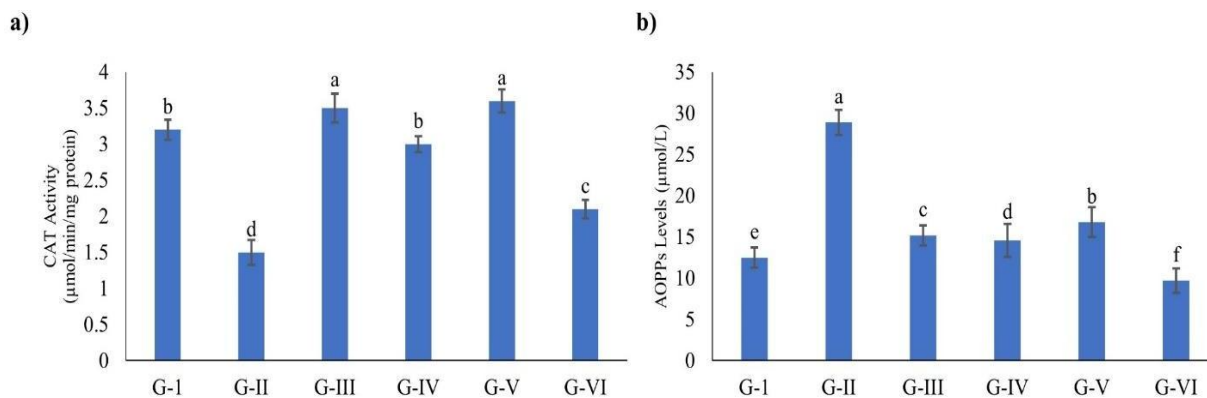 a)
CAT Activity
(µmol/min/mg protein)
4
3.5
3
2.5
2
1.5
1
0.5
0
b
d
a
b
a
c
G-1 G-II G-III G-IV G-V G-VI
b)
AOPPs Levels (µmol/L)
35
30
25
20
15
10
5
0
e
a
c
d
b
f
G-1 G-II G-III G-IV G-V G-VI